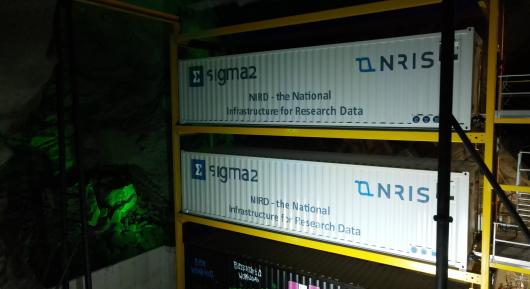 Σ sigma2
NRIS
NIRD - the National
Infrastructure for Research Data
Σ sigma2
NRIS
NIRD - the National
Infrastructure for Research Data